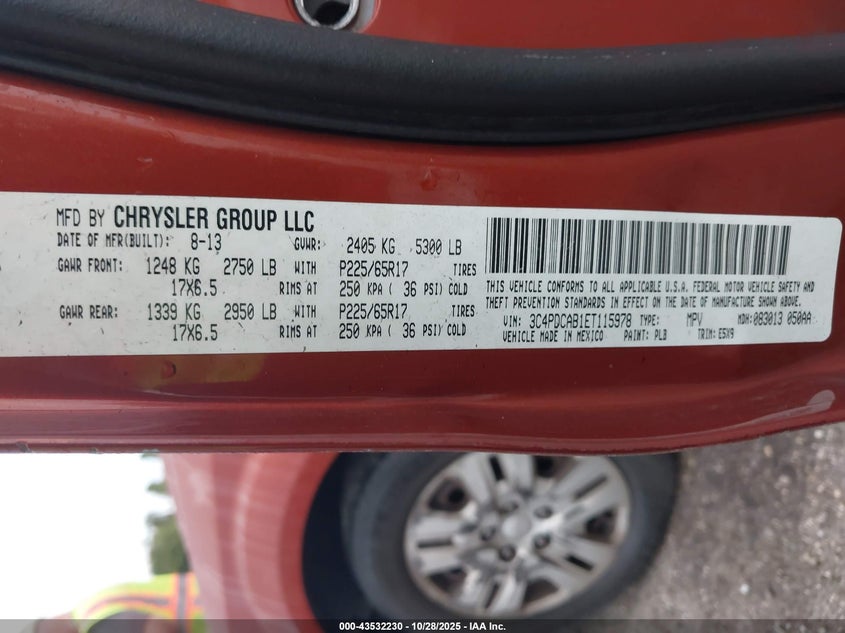 MFD BY CHRYSLER GROUP LLC
DATE OF MFR(BUILT): 8-13 GVWR: 2405 KG 5300 LB
GAWR FRONT: 1248 KG 2750 LB WITH P225/65R17 TIRES
17X6.5 RIMS AT 250 KPA ( 36 PSI) COLD
GAWR REAR: 1339 KG 2950 LB WITH P225/65R17 TIRES
17X6.5 RIMS AT 250 KPA ( 36 PSI) COLD
THIS VEHICLE CONFORMS TO ALL APPLICABLE U.S.A. FEDERAL MOTOR VEHICLE SAFETY AND
THEFT PREVENTION STANDARDS IN EFFECT ON THE DATE OF MANUFACTURE SHOWN ABOVE.
VIN: 3C4PDCAB1ET115978 TYPE: MPV MDH: 083013 050AA
VEHICLE MADE IN MEXICO PAINT: PLB TRIM: E5X9
000-43532230 - 10/28/2025 - IAA Inc.